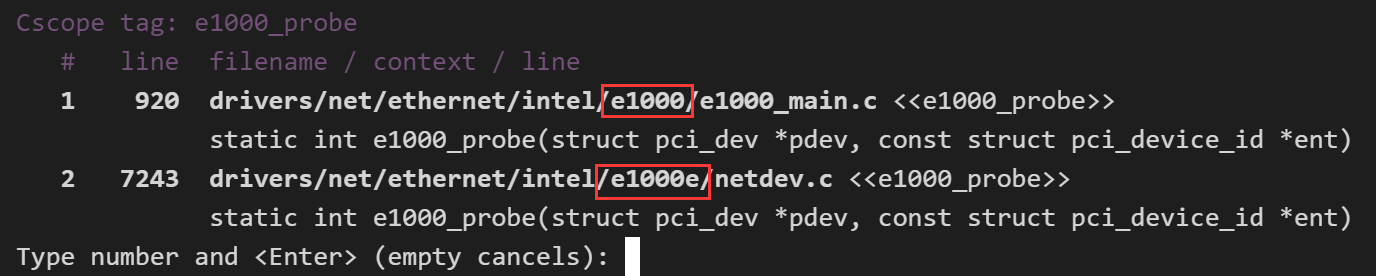 Cscope tag: e1000_probe
# line filename / context / line
1 920 drivers/net/ethernet/intel/e1000/e1000_main.c <<e1000_probe>>
static int e1000_probe(struct pci_dev *pdev, const struct pci_device_id *ent)
2 7243 drivers/net/ethernet/intel/e1000e/netdev.c <<e1000_probe>>
static int e1000_probe(struct pci_dev *pdev, const struct pci_device_id *ent)
Type number and <Enter> (empty cancels):